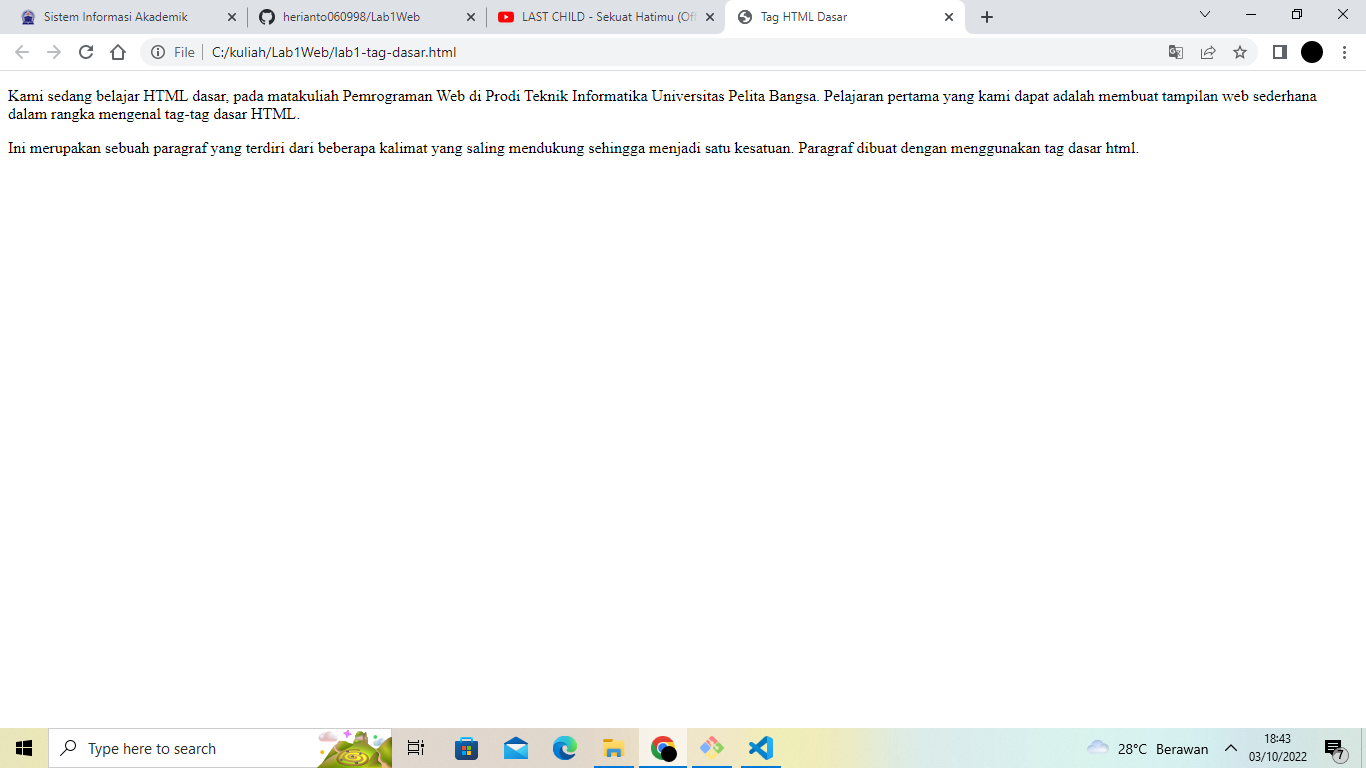 Sistem Informasi Akademik
herianto060998/Lab1Web
LAST CHILD - Sekuat Hatimu (Off
Tag HTML Dasar
File
C:/kuliah/Lab1Web/lab1-tag-dasar.html
Kami sedang belajar HTML dasar, pada matakuliah Pemrograman Web di Prodi Teknik Informatika Universitas Pelita Bangsa. Pelajaran pertama yang kami dapat adalah membuat tampilan web sederhana
dalam rangka mengenal tag-tag dasar HTML.
Ini merupakan sebuah paragraf yang terdiri dari beberapa kalimat yang saling mendukung sehingga menjadi satu kesatuan. Paragraf dibuat dengan menggunakan tag dasar html.
Type here to search
28°C Berawan
18:43
03/10/2022
7